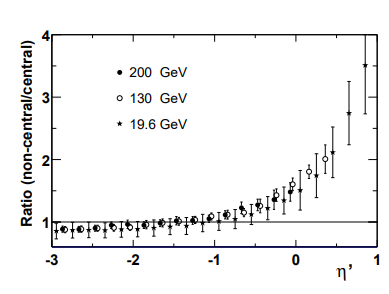 Ratio (non-central/central)
4
3
2
1
200 GeV
130 GeV
19.6 GeV
-3 -2 -1 0 1
η’